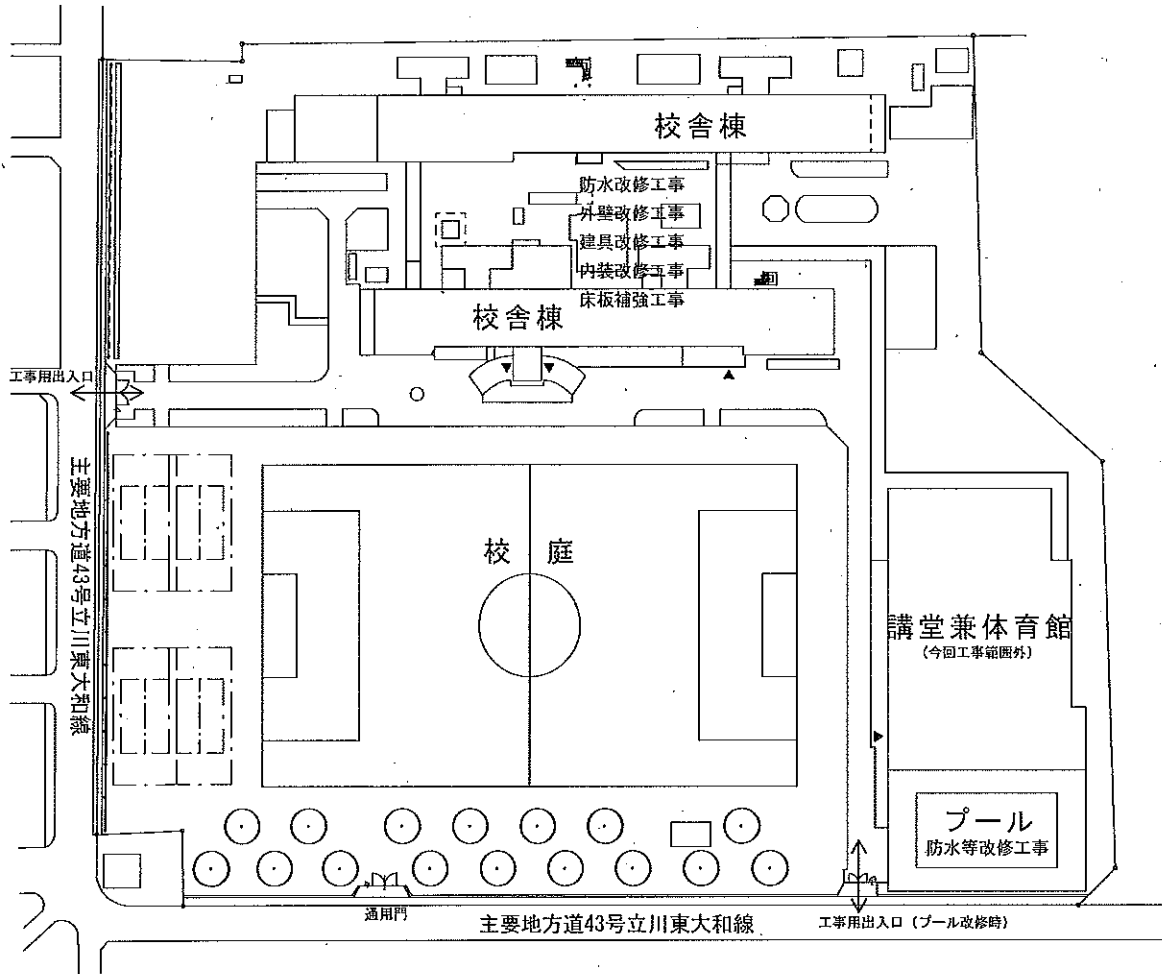 校舎棟
防水改修工事
外壁改修工事
建具改修工事
内装改修工事
床板補強工事
校舎棟
工事用出入口
主要地方道43号立川東大和線
校 庭
講堂兼体育館
(今回工事範囲外)
プール
防水等改修工事
通用門
主要地方道43号立川東大和線
工事用出入口 (プール改修時)